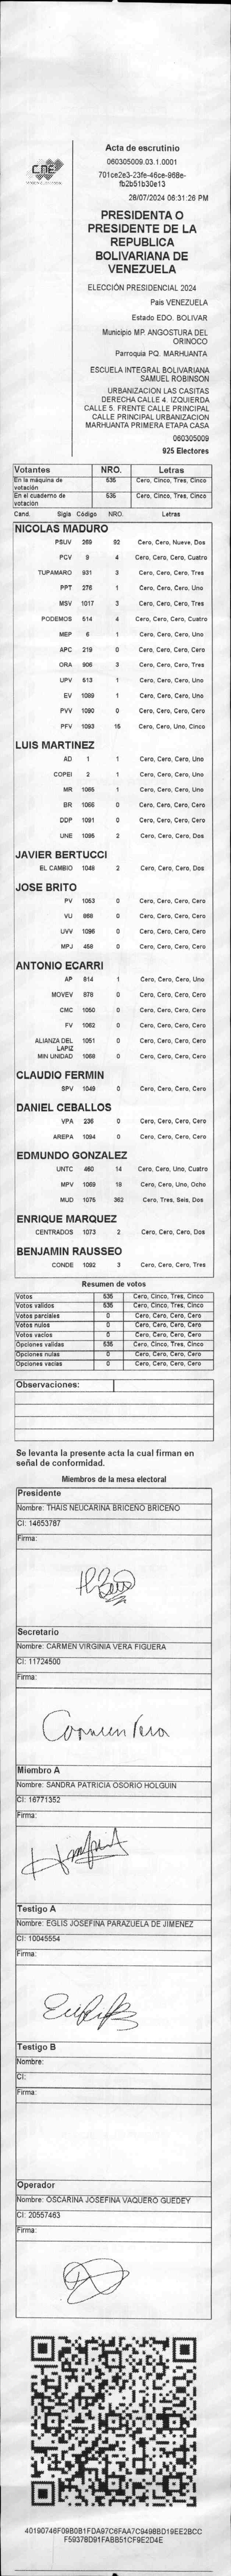 CNE
Acta de escrutinio
060305009.03.1.0001
701ce2e3-23fe-46ce-968e-
fb2b51b30e13
28/07/2024 06:31:26 PM
PRESIDENTA O
PRESIDENTE DE LA
REPUBLICA
BOLIVARIANA DE
VENEZUELA
ELECCIÓN PRESIDENCIAL 2024
País VENEZUELA
Estado EDO. BOLIVAR
Municipio MP. ANGOSTURA DEL
ORINOCO
Parroquia PQ. MARHUANTA
ESCUELA INTEGRAL BOLIVARIANA
SAMUEL ROBINSON
URBANIZACION LAS CASITAS
DERECHA CALLE 4. IZQUIERDA
CALLE 5. FRENTE CALLE PRINCIPAL
CALLE PRINCIPAL URBANIZACION
MARHUANTA PRIMERA ETAPA CASA
060305009
925 Electores
Votantes NRO. Letras
En la máquina de votación 535 Cero, Cinco, Tres, Cinco
En el cuaderno de votación 535 Cero, Cinco, Tres, Cinco
Cand. Sigla Código NRO. Letras
NICOLAS MADURO
PSUV 269 92 Cero, Cero, Nueve, Dos
PCV 9 4 Cero, Cero, Cero, Cuatro
TUPAMARO 931 3 Cero, Cero, Cero, Tres
PPT 276 1 Cero, Cero, Cero, Uno
MSV 1017 3 Cero, Cero, Cero, Tres
PODEMOS 514 4 Cero, Cero, Cero, Cuatro
MEP 6 1 Cero, Cero, Cero, Uno
APC 219 0 Cero, Cero, Cero, Cero
ORA 906 3 Cero, Cero, Cero, Tres
UPV 513 1 Cero, Cero, Cero, Uno
EV 1089 1 Cero, Cero, Cero, Uno
PVV 1090 0 Cero, Cero, Cero, Cero
PFV 1093 15 Cero, Cero, Uno, Cinco
LUIS MARTINEZ
AD 1 1 Cero, Cero, Cero, Uno
COPEI 2 1 Cero, Cero, Cero, Uno
MR 1065 1 Cero, Cero, Cero, Uno
BR 1066 0 Cero, Cero, Cero, Cero
DDP 1091 0 Cero, Cero, Cero, Cero
UNE 1095 2 Cero, Cero, Cero, Dos
JAVIER BERTUCCI
EL CAMBIO 1048 2 Cero, Cero, Cero, Dos
JOSE BRITO
PV 1053 0 Cero, Cero, Cero, Cero
VU 868 0 Cero, Cero, Cero, Cero
UVV 1096 0 Cero, Cero, Cero, Cero
MPJ 458 0 Cero, Cero, Cero, Cero
ANTONIO ECARRI
AP 814 1 Cero, Cero, Cero, Uno
MOVEV 878 0 Cero, Cero, Cero, Cero
CMC 1050 0 Cero, Cero, Cero, Cero
FV 1062 0 Cero, Cero, Cero, Cero
ALIANZA DEL LAPIZ 1051 0 Cero, Cero, Cero, Cero
MIN UNIDAD 1068 0 Cero, Cero, Cero, Cero
CLAUDIO FERMIN
SPV 1049 0 Cero, Cero, Cero, Cero
DANIEL CEBALLOS
VPA 236 0 Cero, Cero, Cero, Cero
AREPA 1094 0 Cero, Cero, Cero, Cero
EDMUNDO GONZALEZ
UNTC 460 14 Cero, Cero, Uno, Cuatro
MPV 1069 18 Cero, Cero, Uno, Ocho
MUD 1075 362 Cero, Tres, Seis, Dos
ENRIQUE MARQUEZ
CENTRADOS 1073 2 Cero, Cero, Cero, Dos
BENJAMIN RAUSSEO
CONDE 1092 3 Cero, Cero, Cero, Tres
Resumen de votos
Votos 535 Cero, Cinco, Tres, Cinco
Votos validos 535 Cero, Cinco, Tres, Cinco
Votos parciales 0 Cero, Cero, Cero, Cero
Votos nulos 0 Cero, Cero, Cero, Cero
Votos vacios 0 Cero, Cero, Cero, Cero
Opciones validas 535 Cero, Cinco, Tres, Cinco
Opciones nulas 0 Cero, Cero, Cero, Cero
Opciones vacias 0 Cero, Cero, Cero, Cero
Observaciones:
Se levanta la presente acta la cual firman en
señal de conformidad.
Miembros de la mesa electoral
Presidente
Nombre: THAIS NEUCARINA BRICEÑO BRICEÑO
CI: 14653787
Firma:
Secretario
Nombre: CARMEN VIRGINIA VERA FIGUERA
CI: 11724500
Firma:
Carmen Vera
Miembro A
Nombre: SANDRA PATRICIA OSORIO HOLGUIN
CI: 16771352
Firma:
Testigo A
Nombre: EGLIS JOSEFINA PARAZUELA DE JIMENEZ
CI: 10045554
Firma:
Testigo B
Nombre:
CI:
Firma:
Operador
Nombre: OSCARINA JOSEFINA VAQUERO GUEDEY
CI: 20557463
Firma:
40190746F09B0B1FDA97C6FAA7C9498BD19EE2BCC
F59378D91FABB51CF9E2D4E